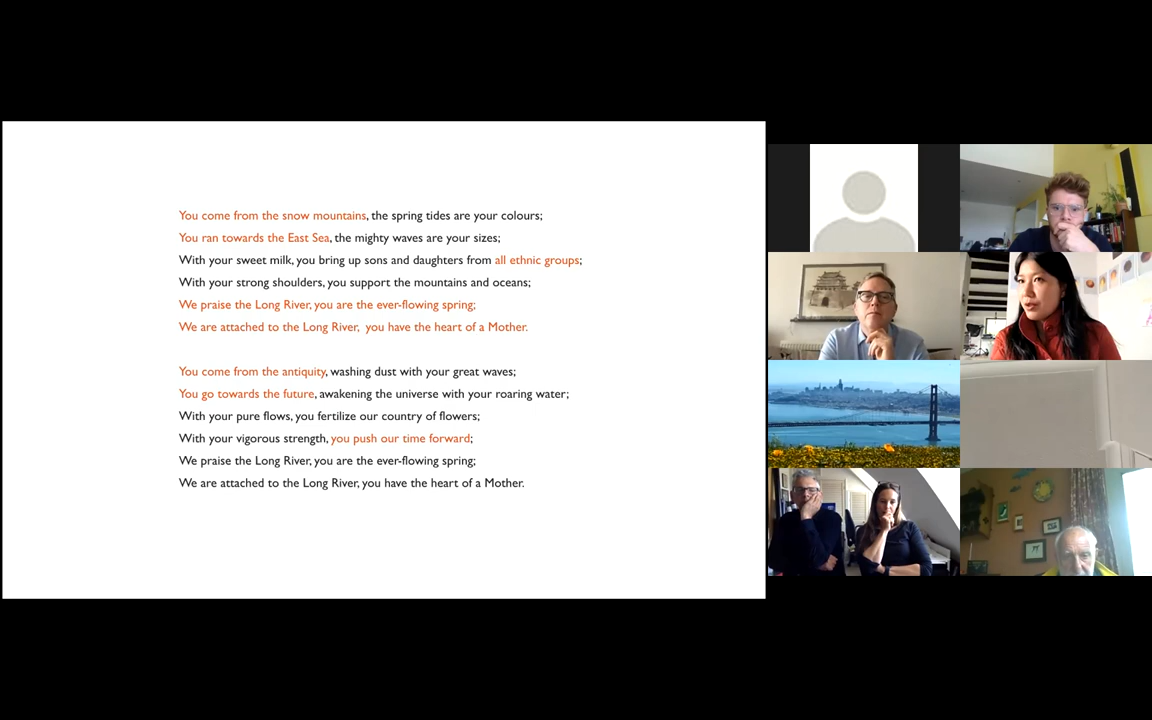 You come from the snow mountains, the spring tides are your colours;
You ran towards the East Sea, the mighty waves are your sizes;
With your sweet milk, you bring up sons and daughters from all ethnic groups;
With your strong shoulders, you support the mountains and oceans;
We praise the Long River, you are the ever-flowing spring;
We are attached to the Long River, you have the heart of a Mother.
You come from the antiquity, washing dust with your great waves;
You go towards the future, awakening the universe with your roaring water;
With your pure flows, you fertilize our country of flowers;
With your vigorous strength, you push our time forward;
We praise the Long River, you are the ever-flowing spring;
We are attached to the Long River, you have the heart of a Mother.